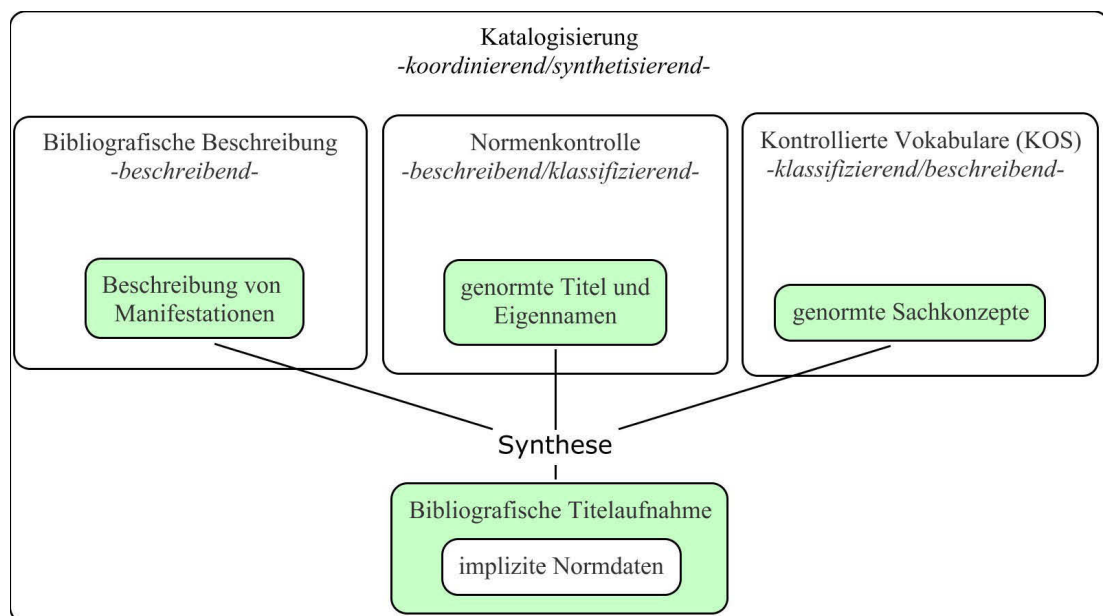 Katalogisierung
-koordinierend/synthetisierend-
Bibliografische Beschreibung
-beschreibend-
Beschreibung von
Manifestationen
Normenkontrolle
-beschreibend/klassifizierend-
genormte Titel und
Eigennamen
Kontrollierte Vokabulare (KOS)
-klassifizierend/beschreibend-
genormte Sachkonzepte
Synthese
Bibliografische Titelaufnahme
implizite Normdaten